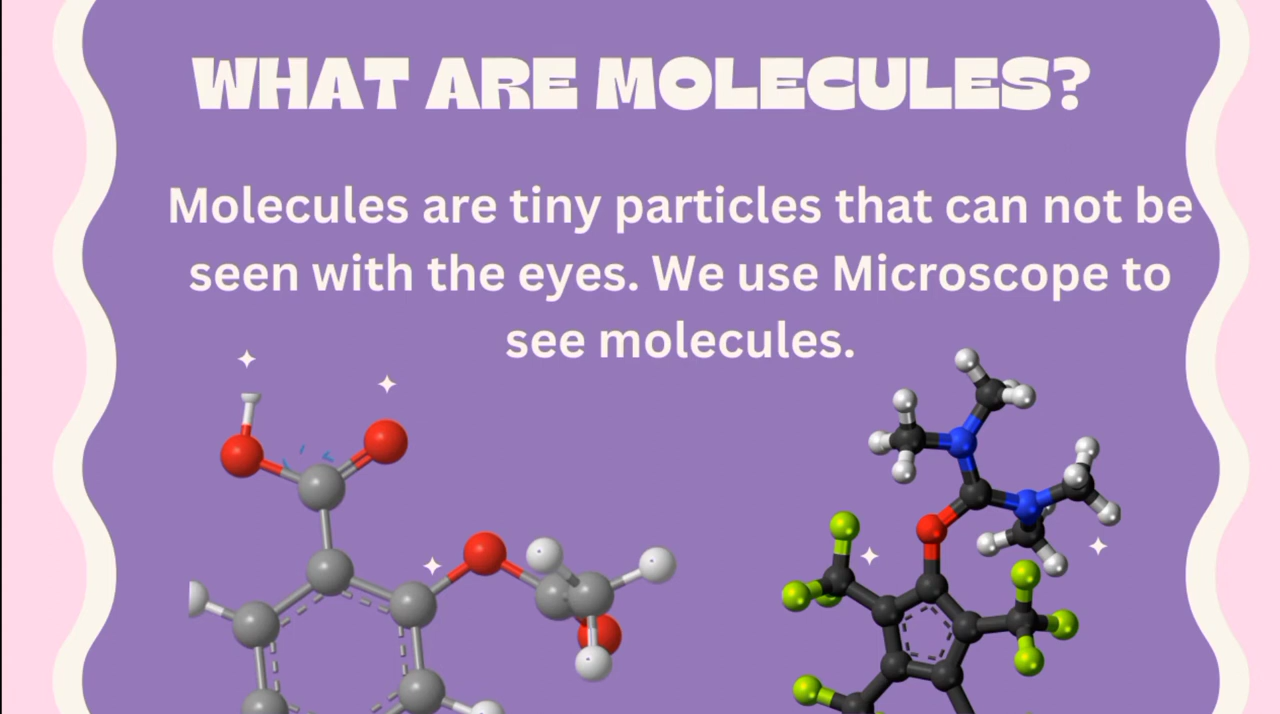 WHAT ARE MOLECULES?
Molecules are tiny particles that can not be
seen with the eyes. We use Microscope to
see molecules.